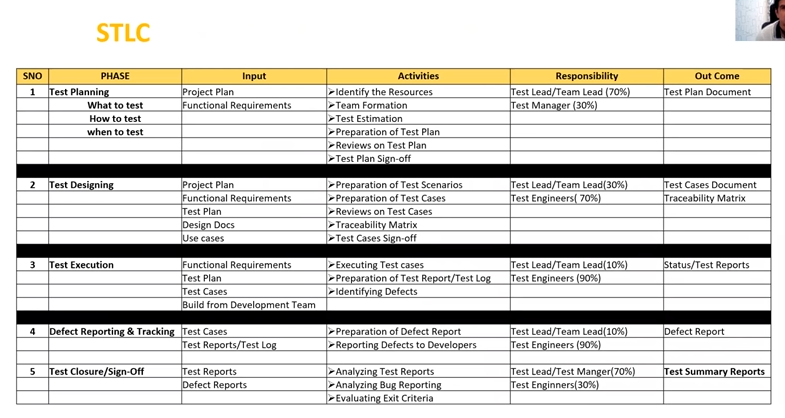 STLC
SNO PHASE Input Activities Responsibility Out Come
1 Test Planning Project Plan ➢Identify the Resources Test Lead/Team Lead (70%) Test Plan Document
What to test Functional Requirements ➢Team Formation Test Manager (30%)
How to test ➢Test Estimation
when to test ➢Preparation of Test Plan
➢Reviews on Test Plan
➢Test Plan Sign-off
2 Test Designing Project Plan ➢Preparation of Test Scenarios Test Lead/Team Lead(30%) Test Cases Document
Functional Requirements ➢Preparation of Test Cases Test Engineers( 70%) Traceability Matrix
Test Plan ➢Reviews on Test Cases
Design Docs ➢Traceability Matrix
Use cases ➢Test Cases Sign-off
3 Test Execution Functional Requirements ➢Executing Test cases Test Lead/Team Lead(10%) Status/Test Reports
Test Plan ➢Preparation of Test Report/Test Log Test Engineers (90%)
Test Cases ➢Identifying Defects
Build from Development Team
4 Defect Reporting & Tracking Test Cases ➢Preparation of Defect Report Test Lead/Team Lead(10%) Defect Report
Test Reports/Test Log ➢Reporting Defects to Developers Test Engineers (90%)
5 Test Closure/Sign-Off Test Reports ➢Analyzing Test Reports Test Lead/Test Manger(70%) Test Summary Reports
Defect Reports ➢Analyzing Bug Reporting Test Enginners(30%)
➢Evaluating Exit Criteria